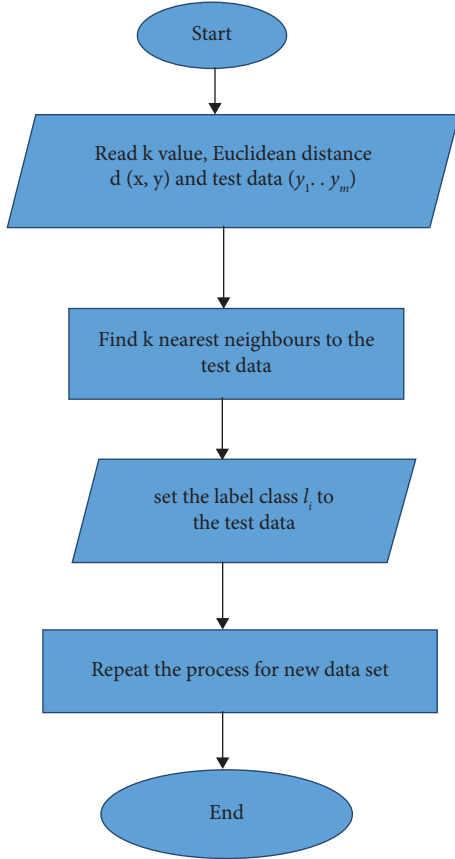 Start
Read k value, Euclidean distance
d (x, y) and test data (y₁. . yₘ)
Find k nearest neighbours to the
test data
set the label class lᵢ to
the test data
Repeat the process for new data set
End